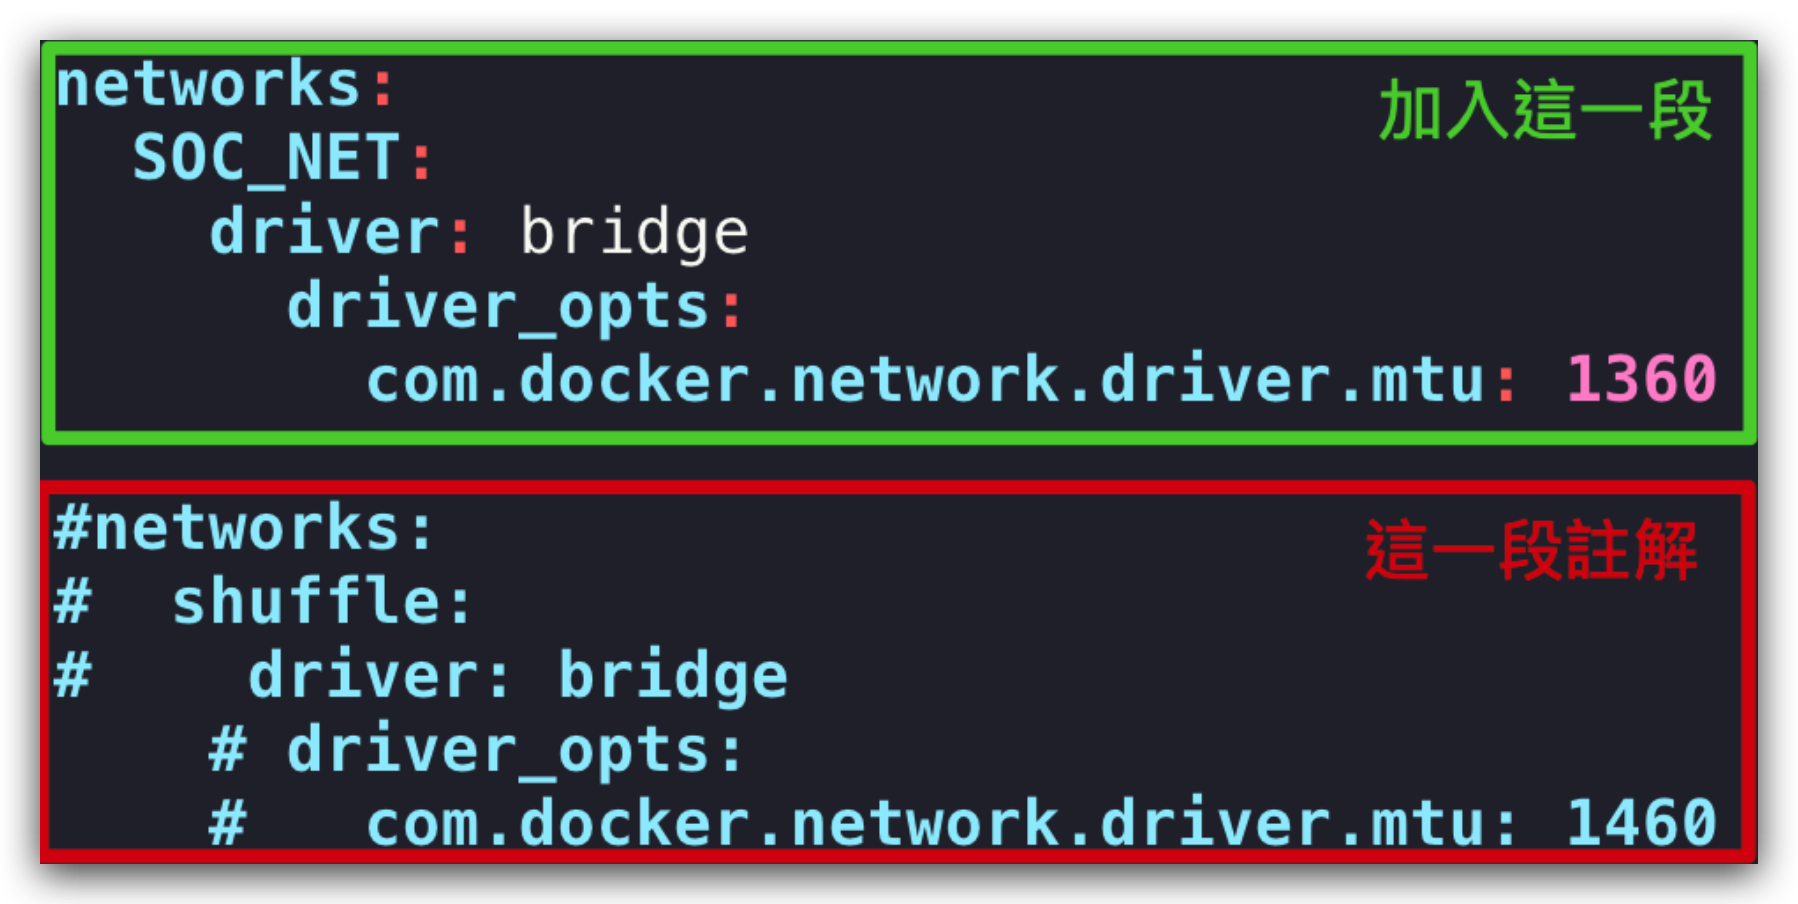 networks:
加入這一段
  SOC_NET:
    driver: bridge
      driver_opts:
        com.docker.network.driver.mtu: 1360
#networks:
這一段註解
#  shuffle:
#    driver: bridge
    # driver_opts:
    #   com.docker.network.driver.mtu: 1460